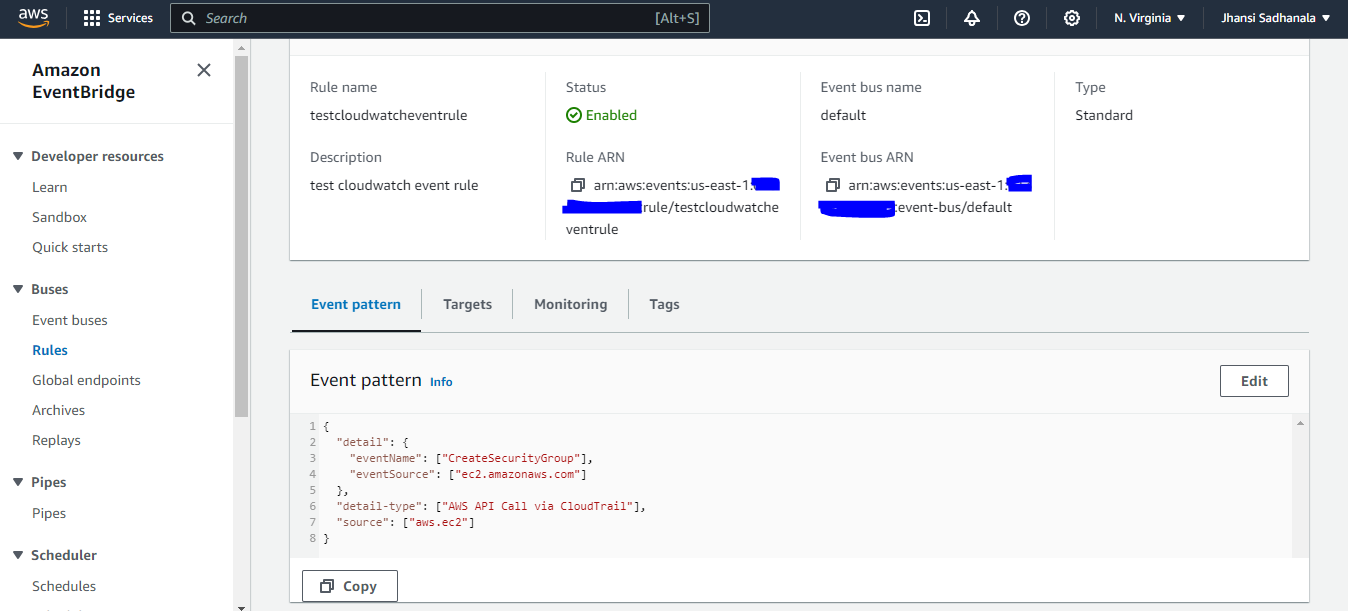 aws
Services
Search
[Alt+S]
N. Virginia
Jhansi Sadhanala
Amazon
EventBridge
Developer resources
Learn
Sandbox
Quick starts
Buses
Event buses
Rules
Global endpoints
Archives
Replays
Pipes
Pipes
Scheduler
Schedules
Rule name
testcloudwatcheventrule
Description
test cloudwatch event rule
Status
Enabled
Rule ARN
arn:aws:events:us-east-1:
:rule/testcloudwatche
ventrule
Event bus name
default
Event bus ARN
arn:aws:events:us-east-1:
:event-bus/default
Type
Standard
Event pattern
Targets
Monitoring
Tags
Event pattern Info
Edit
1 {
2 "detail": {
3 "eventName": ["CreateSecurityGroup"],
4 "eventSource": ["ec2.amazonaws.com"]
5 },
6 "detail-type": ["AWS API Call via CloudTrail"],
7 "source": ["aws.ec2"]
8 }
Copy